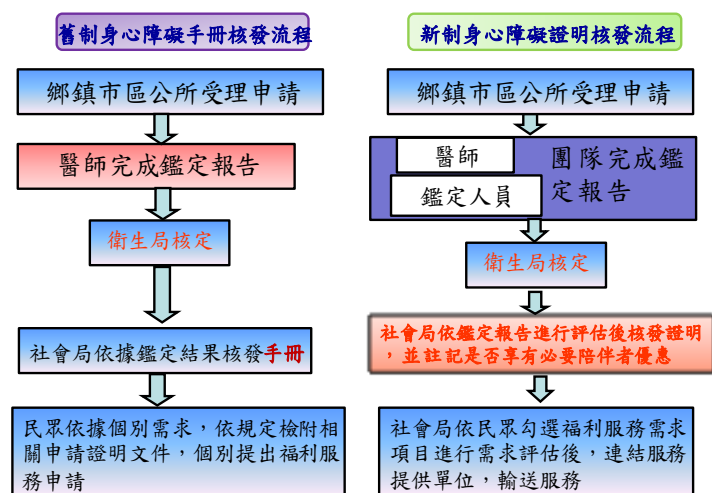 舊制身心障礙手冊核發流程
鄉鎮市區公所受理申請
醫師完成鑑定報告
衛生局核定
社會局依據鑑定結果核發手冊
民眾依據個別需求，依規定檢附相
關申請證明文件，個別提出福利服
務申請
新制身心障礙證明核發流程
鄉鎮市區公所受理申請
醫師
鑑定人員
團隊完成鑑
定報告
衛生局核定
社會局依鑑定報告進行評估後核發證明
，並註記是否享有必要陪伴者優惠
社會局依民眾勾選福利服務需求
項目進行需求評估後，連結服務
提供單位，輸送服務